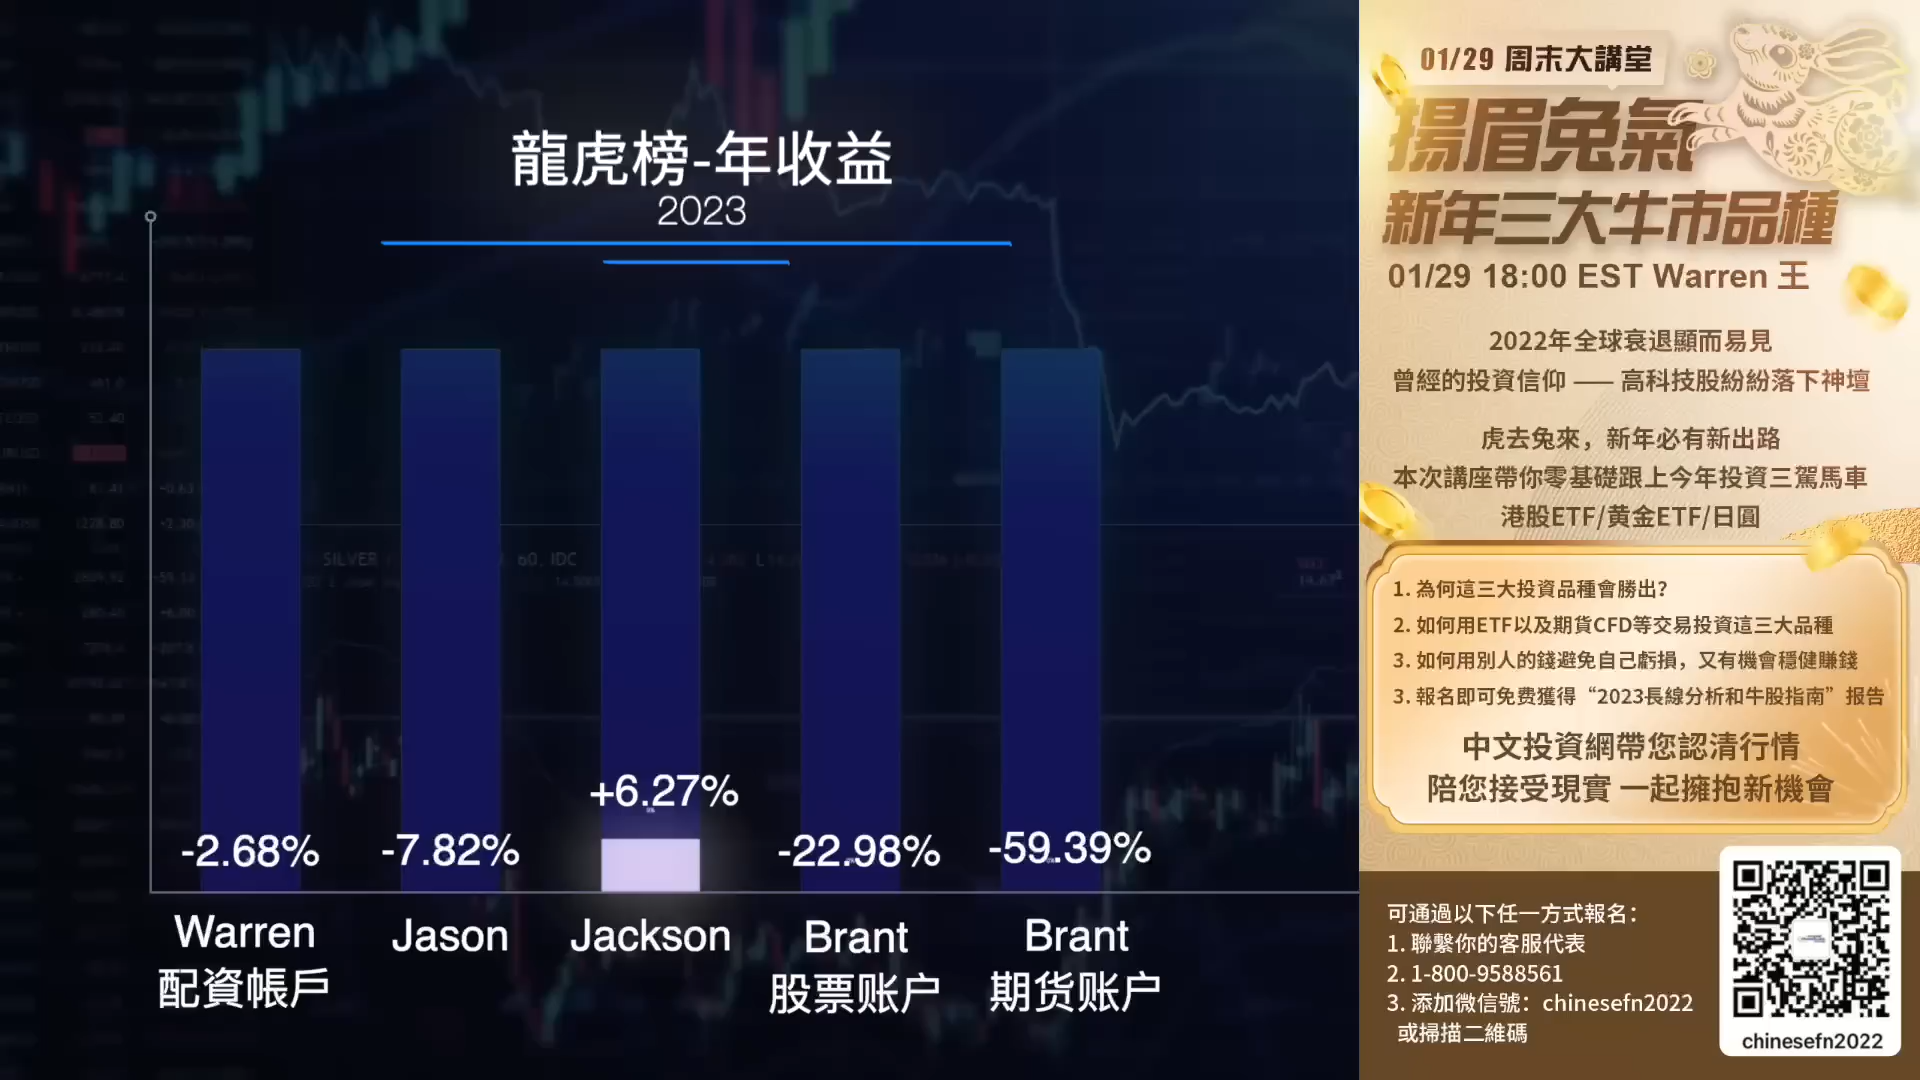 龍虎榜-年收益
2023
SILVER
60, IDC
+6.27%
-2.68%
-7.82%
-22.98%
-59.39%
Warren
配資帳戶
Jason
Jackson
Brant
股票账户
Brant
期货账户
01/29 周末大講堂
揚眉兔氣
新年三大牛市品種
01/29 18:00 EST Warren 王
2022年全球衰退顯而易見
曾經的投資信仰 —— 高科技股紛紛落下神壇
虎去兔來，新年必有新出路
本次講座帶你零基礎跟上今年投資三駕馬車
港股ETF/黄金ETF/日圓
1. 為何這三大投資品種會勝出?
2. 如何用ETF以及期貨CFD等交易投資這三大品種
3. 如何用別人的錢避免自己虧損，又有機會穩健賺錢
3. 報名即可免费獲得“2023長線分析和牛股指南”报告
中文投資網帶您認清行情
陪您接受現實 一起擁抱新機會
可通過以下任一方式報名：
1. 聯繫你的客服代表
2. 1-800-9588561
3. 添加微信號：chinesefn2022
或掃描二維碼
chinesefn2022